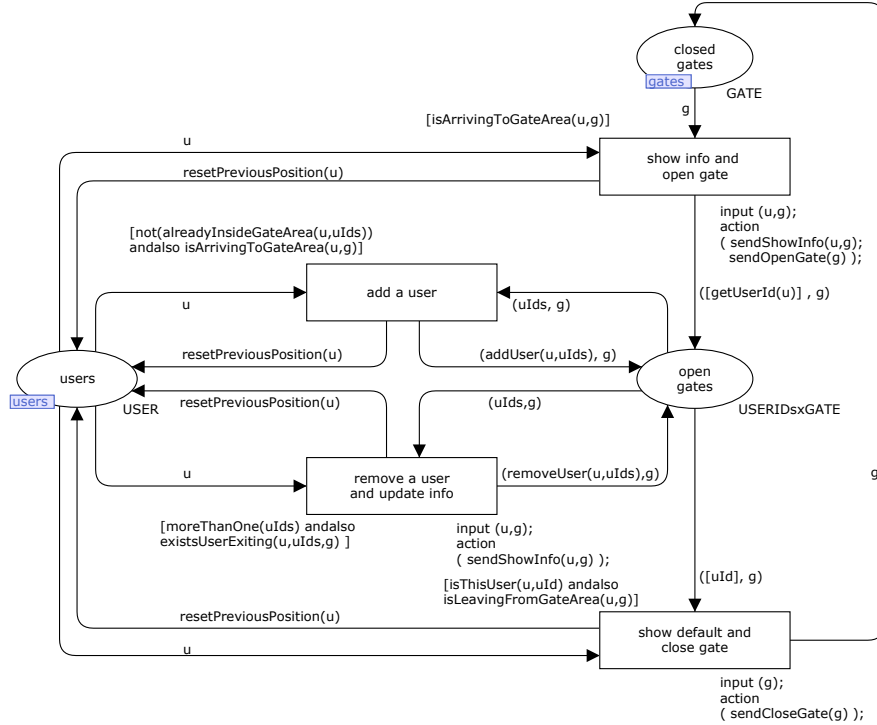 closed
gates
gates
GATE
g
[isArrivingToGateArea(u,g)]
u
show info and
open gate
resetPreviousPosition(u)
input (u,g);
action
( sendShowInfo(u,g);
sendOpenGate(g) );
[not(alreadyInsideGateArea(u,uIds))
andalso isArrivingToGateArea(u,g)]
u
add a user
(uIds, g)
([getUserId(u)] , g)
resetPreviousPosition(u)
(addUser(u,uIds), g)
users
users
USER
open
gates
USERIDsxGATE
resetPreviousPosition(u)
(uIds,g)
u
remove a user
and update info
(removeUser(u,uIds),g)
g
[moreThanOne(uIds) andalso
existsUserExiting(u,uIds,g) ]
input (u,g);
action
( sendShowInfo(u,g) );
([uId], g)
[isThisUser(u,uId) andalso
isLeavingFromGateArea(u,g)]
resetPreviousPosition(u)
u
show default and
close gate
input (g);
action
( sendCloseGate(g) );